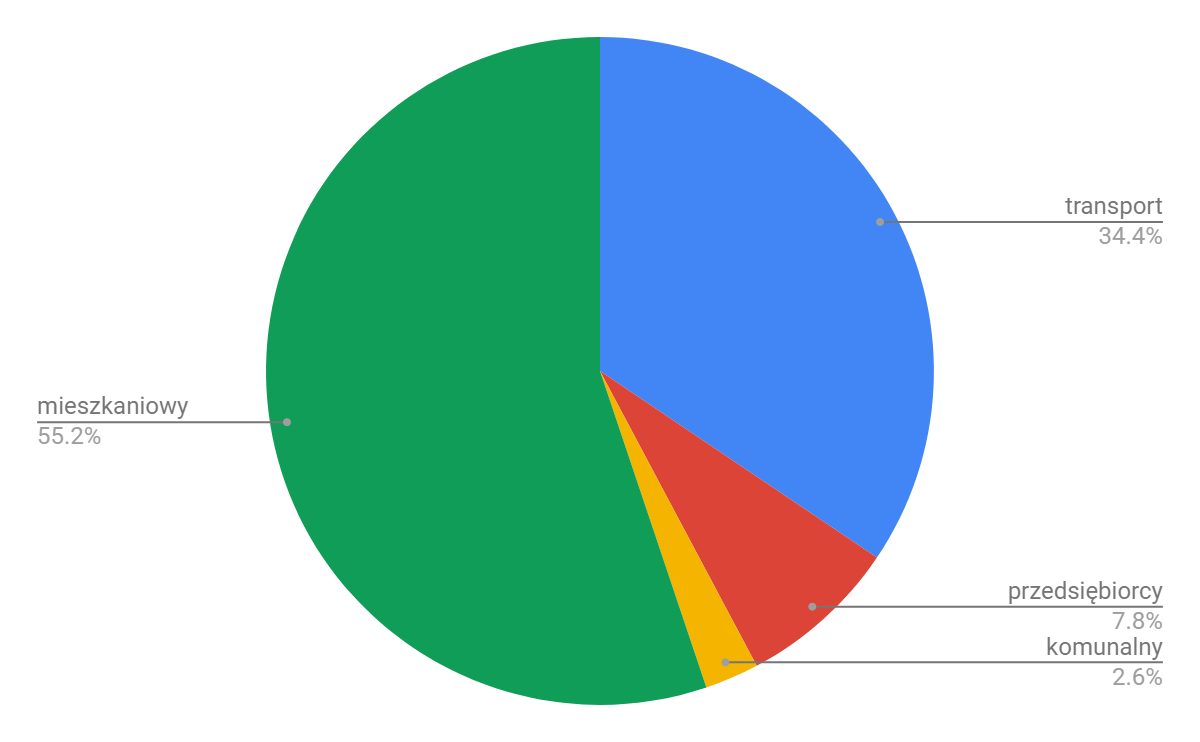 transport
34.4%
mieszkaniowy
55.2%
przedsiębiorcy
7.8%
komunalny
2.6%